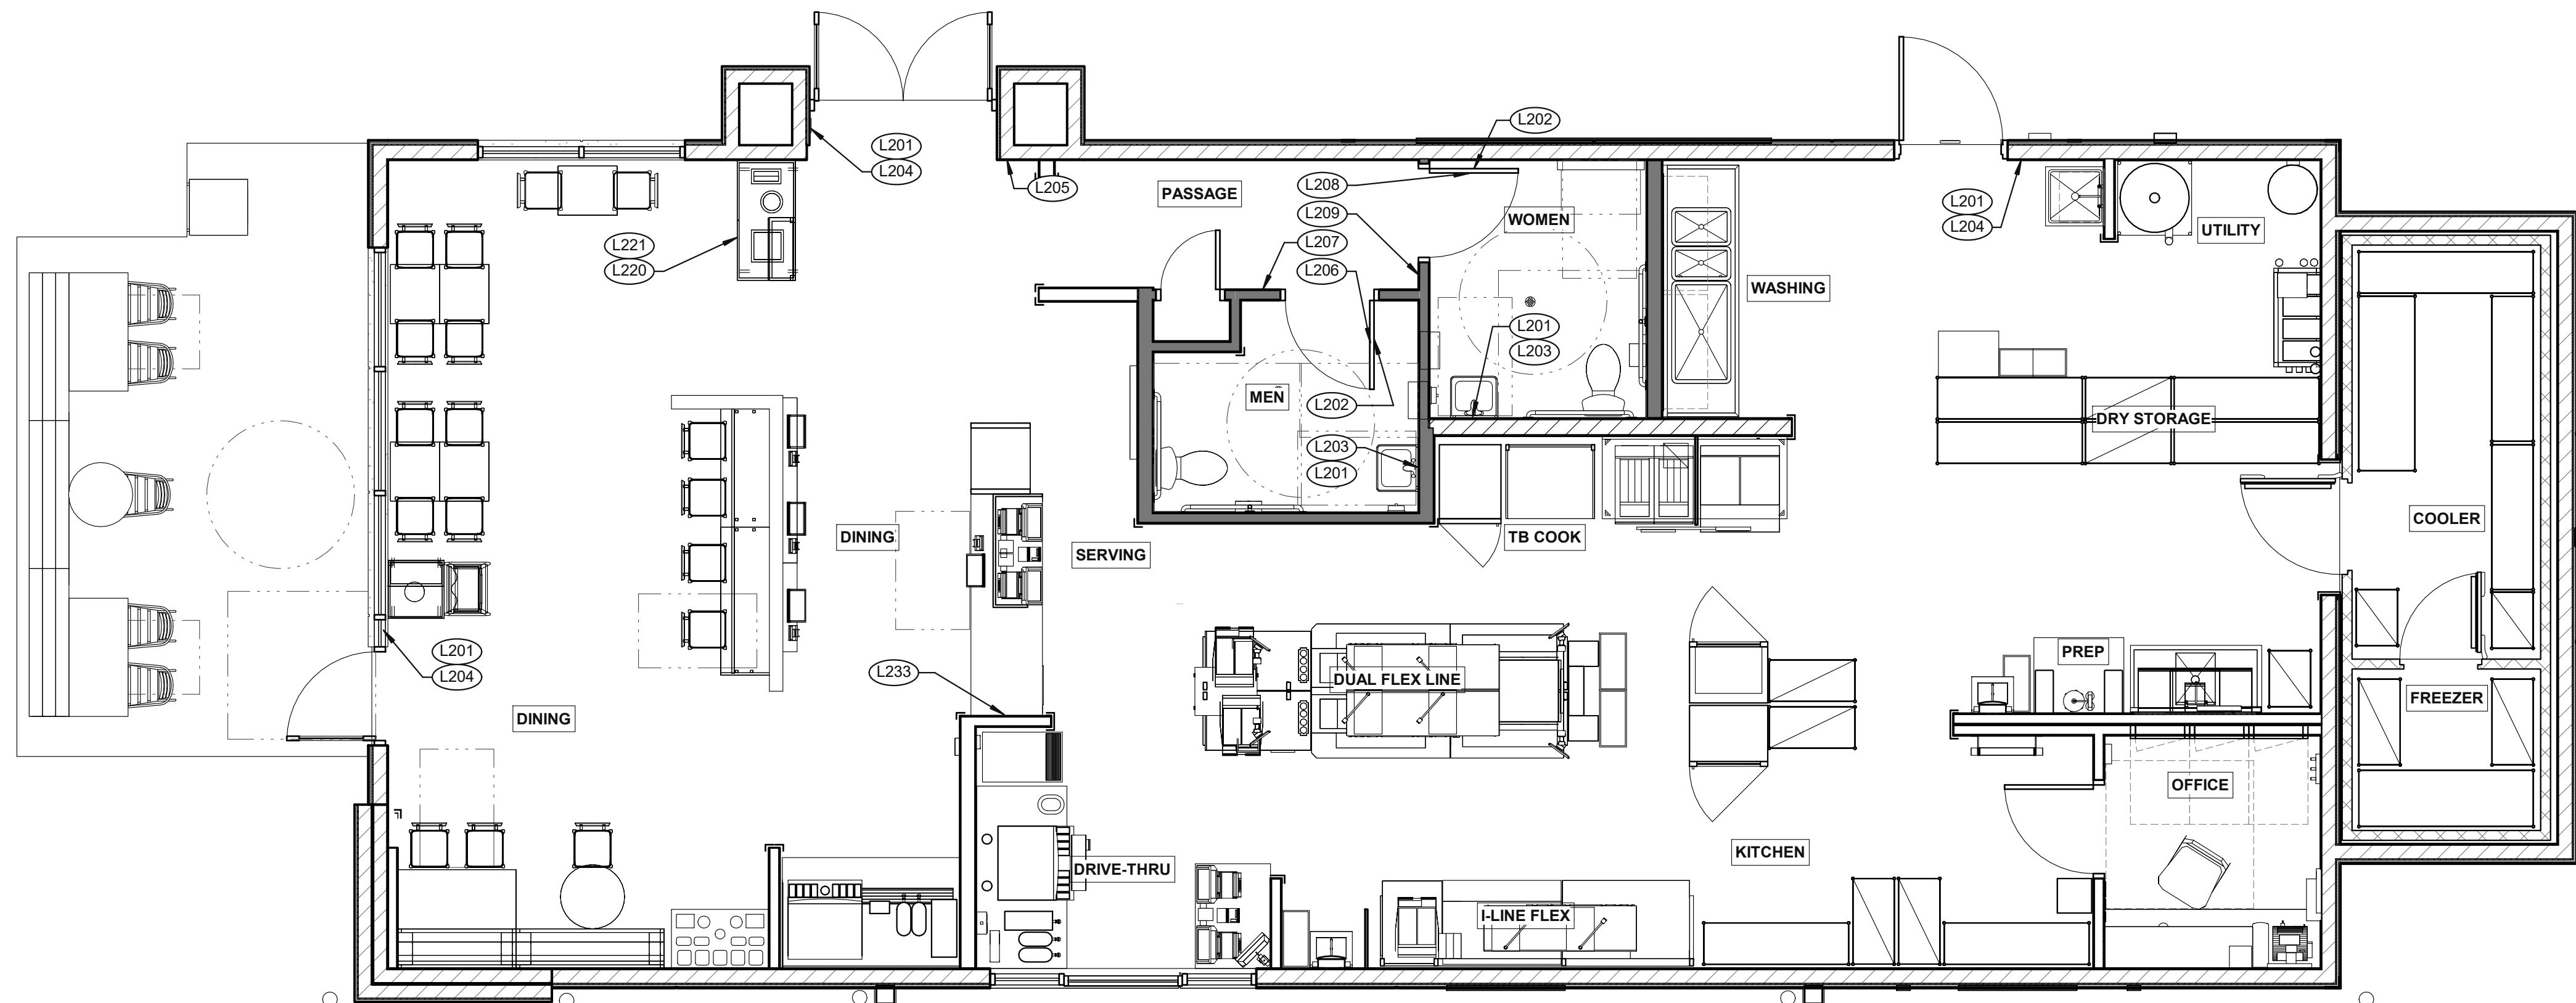 L202
L201
L204
L205
PASSAGE
L208
L209
L207
L206
WOMEN
L201
L204
UTILITY
L221
L220
WASHING
L201
L203
MEN
L202
DRY STORAGE
L203
L201
DINING
SERVING
TB COOK
COOLER
L201
L204
L233
DUAL FLEX LINE
PREP
DINING
FREEZER
OFFICE
KITCHEN
DRIVE-THRU
I-LINE FLEX